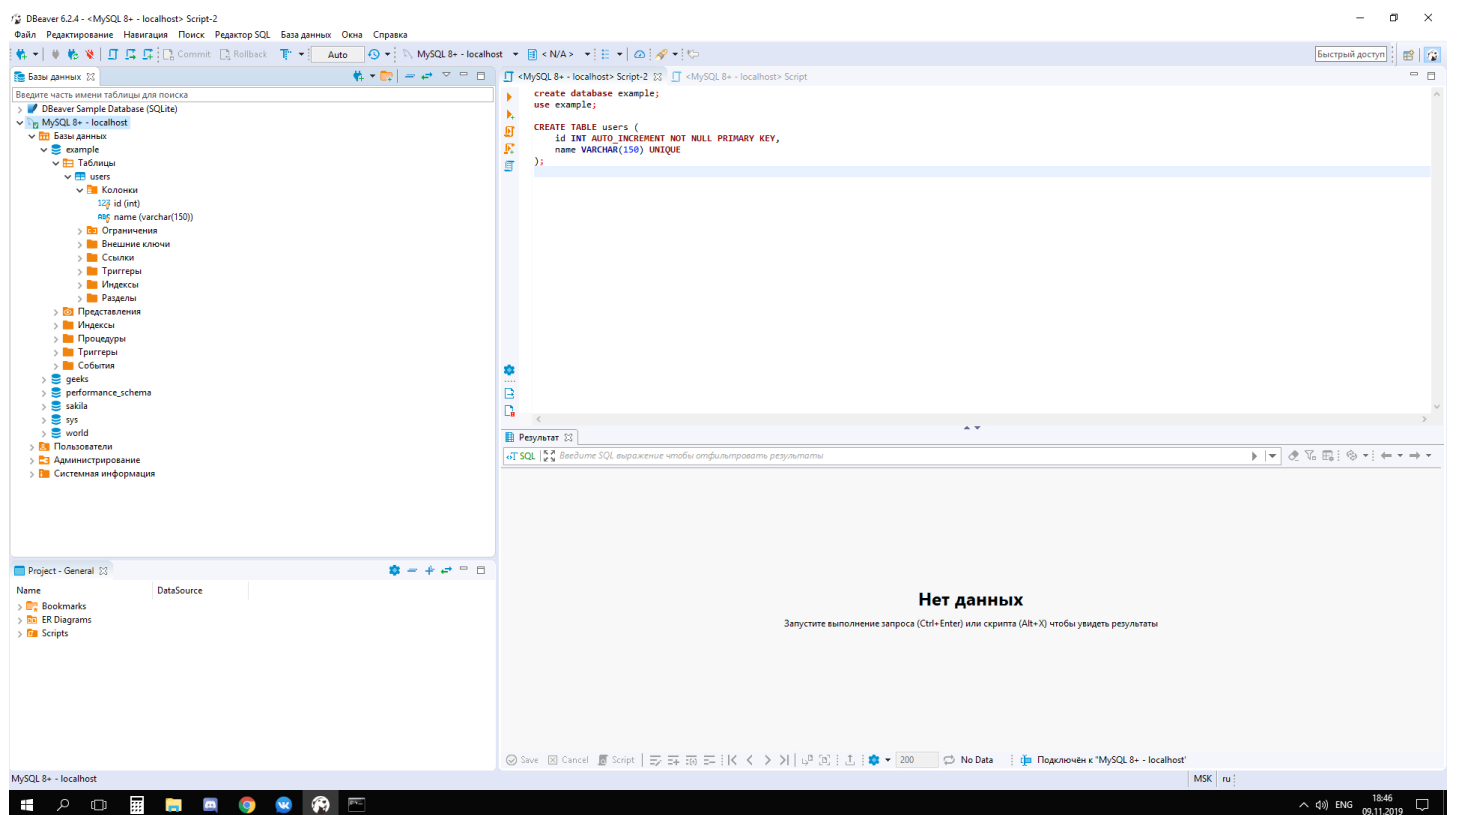 DBeaver 6.2.4 - <MySQL 8+ - localhost> Script-2
Файл Редактирование Навигация Поиск Редактор SQL База данных Окна Справка
Commit Rollback Auto MySQL 8+ - localhost < N/A > Быстрый доступ
Базы данных
Введите часть имени таблицы для поиска
DBeaver Sample Database (SQLite)
MySQL 8+ - localhost
Базы данных
example
Таблицы
users
Колонки
123 id (int)
ABC name (varchar(150))
Ограничения
Внешние ключи
Ссылки
Триггеры
Индексы
Разделы
Представления
Индексы
Процедуры
Триггеры
События
geeks
performance_schema
sakila
sys
world
Пользователи
Администрирование
Системная информация
Project - General
Name DataSource
Bookmarks
ER Diagrams
Scripts
<MySQL 8+ - localhost> Script-2 <MySQL 8+ - localhost> Script
create database example;
use example;
CREATE TABLE users (
id INT AUTO_INCREMENT NOT NULL PRIMARY KEY,
name VARCHAR(150) UNIQUE
);
Результат
SQL Введите SQL выражение чтобы отфильтровать результаты
Нет данных
Запустите выполнение запроса (Ctrl+Enter) или скрипта (Alt+X) чтобы увидеть результаты
Save Cancel Script 200 No Data Подключён к "MySQL 8+ - localhost"
MySQL 8+ - localhost MSK ru
ENG 18:46
09.11.2019